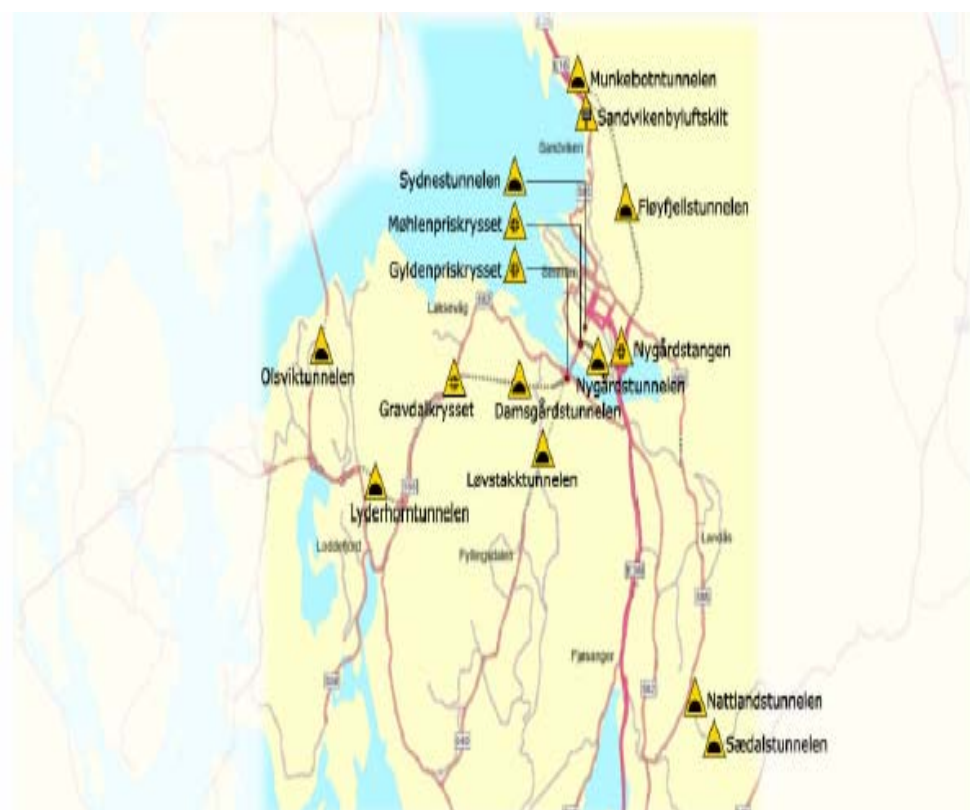 Munkebotntunnelen
Sandvikenbyluftskilt
Sandviken
Sydnestunnelen
Fløyfjellstunnelen
Møhlenpriskrysset
Gyldenpriskrysset
Laksevåg
Olsviktunnelen
Nygårdstangen
Nygårdstunnelen
Gravdalkrysset
Damsgårdstunnelen
Løvstakktunnelen
Lyderhorntunnelen
Loddefjord
Fyllingsdalen
Landås
Fjøsanger
Nattlandstunnelen
Sædalstunnelen